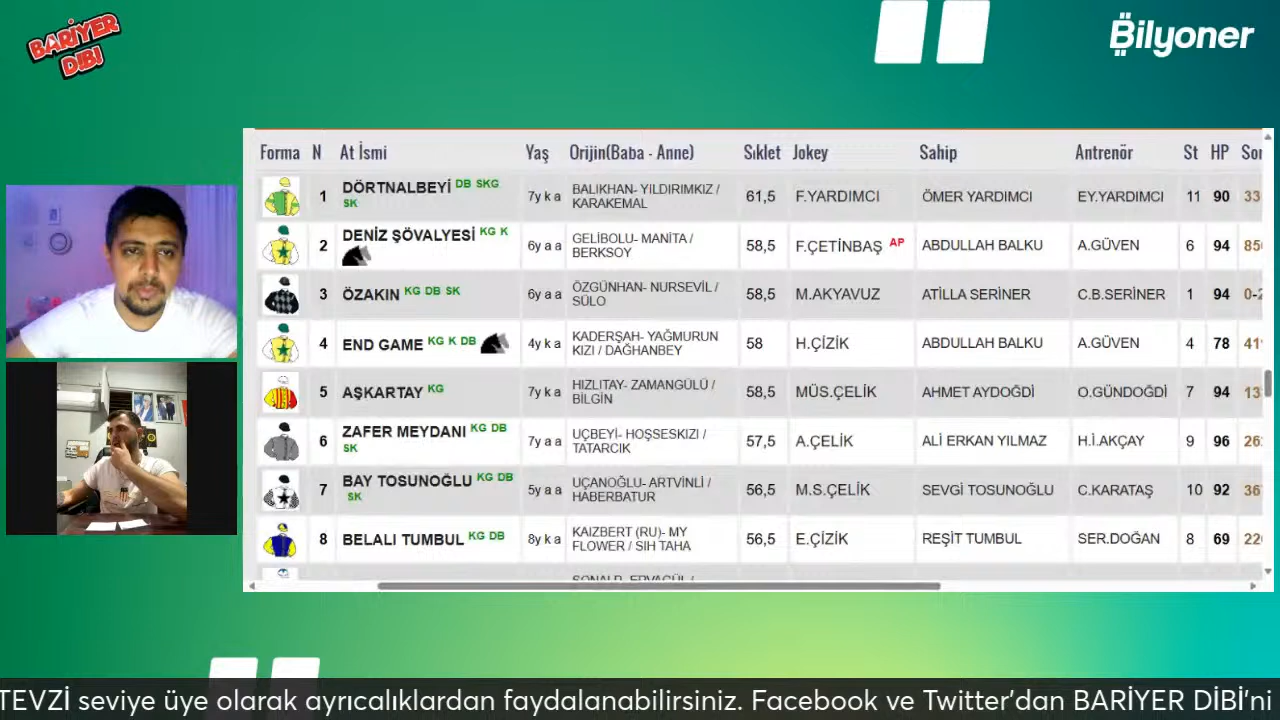 BARİYER
DİBİ
Bilyoner
Forma N At İsmi Yaş Orijin(Baba - Anne) Sıklet Jokey Sahip Antrenör St HP Son
1 DÖRTNALBEYİ DB SKG SK 7y k a BALIKHAN- YILDIRIMKIZ / KARAKEMAL 61,5 F.YARDIMCI ÖMER YARDIMCI EY.YARDIMCI 11 90 33
2 DENİZ ŞÖVALYESİ KG K 6y a a GELİBOLU- MANİTA / BERKSOY 58,5 F.ÇETİNBAŞ AP ABDULLAH BALKU A.GÜVEN 6 94
3 ÖZAKIN KG DB SK 6y a a ÖZGÜNHAN- NURSEVİL / SÜLO 58,5 M.AKYAVUZ ATİLLA SERİNER C.B.SERİNER 1 94
4 END GAME KG K DB 4y k a KADERŞAH- YAĞMURUN KIZI / DAĞHANBEY 58 H.ÇİZİK ABDULLAH BALKU A.GÜVEN 4 78
5 AŞKARTAY KG 7y k a HIZLITAY- ZAMANGÜLÜ / BİLGİN 58,5 MÜS.ÇELİK AHMET AYDOĞDİ O.GÜNDOĞDİ 7 94 13
6 ZAFER MEYDANI KG DB SK 7y a a UÇBEYİ- HOŞSESKIZI / TATARCIK 57,5 A.ÇELİK ALİ ERKAN YILMAZ H.İ.AKÇAY 9 96
7 BAY TOSUNOĞLU KG DB SK 5y a a UÇANOĞLU- ARTVİNLİ / HABERBATUR 56,5 M.S.ÇELİK SEVGİ TOSUNOĞLU C.KARATAŞ 10 92
8 BELALI TUMBUL KG DB 8y k a KAIZBERT (RU)- MY FLOWER / SIH TAHA 56,5 E.ÇİZİK REŞİT TUMBUL SER.DOĞAN 8 69
TEVZİ seviye üye olarak ayrıcalıklardan faydalanabilirsiniz. Facebook ve Twitter'dan BARİYER DİBİ'ni